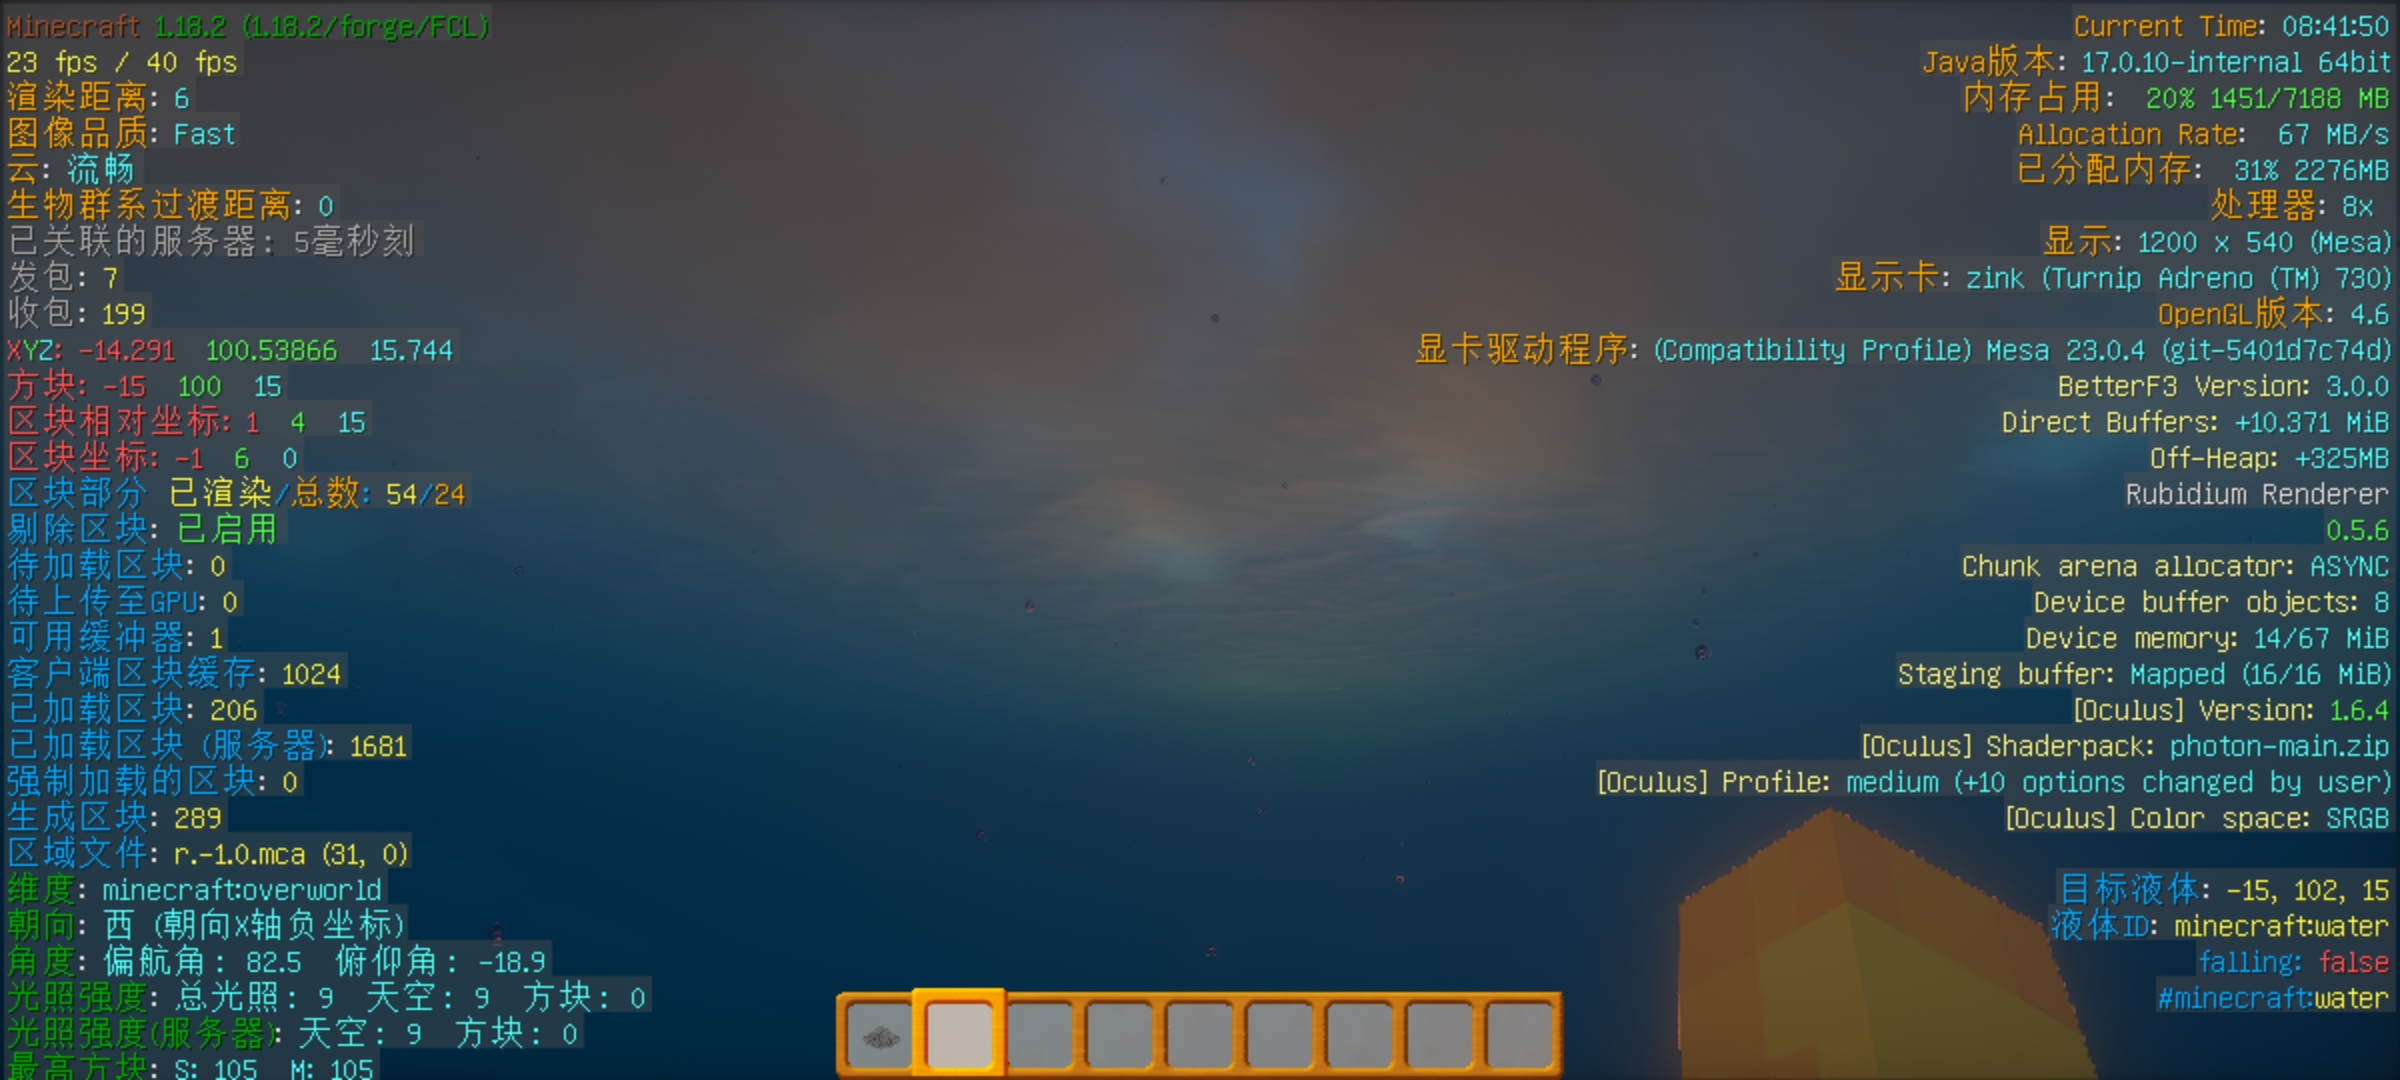 Minecraft 1.18.2 (1.18.2/forge/FCL)
23 fps / 40 fps
渲染距离: 6
图像品质: Fast
云: 流畅
生物群系过渡距离: 0
已关联的服务器: 5毫秒刻
发包: 7
收包: 199
XYZ: -14.291 100.53866 15.744
方块: -15 100 15
区块相对坐标: 1 4 15
区块坐标: -1 6 0
区块部分 已渲染/总数: 54/24
剔除区块: 已启用
待加载区块: 0
待上传至GPU: 0
可用缓冲器: 1
客户端区块缓存: 1024
已加载区块: 206
已加载区块 (服务器): 1681
强制加载的区块: 0
生成区块: 289
区域文件: r.-1.0.mca (31, 0)
维度: minecraft:overworld
朝向: 西 (朝向X轴负坐标)
角度: 偏航角: 82.5 俯仰角: -18.9
光照强度: 总光照: 9 天空: 9 方块: 0
光照强度(服务器): 天空: 9 方块: 0
最高方块: S: 105 M: 105
Current Time: 08:41:50
Java版本: 17.0.10-internal 64bit
内存占用: 20% 1451/7188 MB
Allocation Rate: 67 MB/s
已分配内存: 31% 2276MB
处理器: 8x
显示: 1200 x 540 (Mesa)
显示卡: zink (Turnip Adreno (TM) 730)
OpenGL版本: 4.6
显卡驱动程序: (Compatibility Profile) Mesa 23.0.4 (git-5401d7c74d)
BetterF3 Version: 3.0.0
Direct Buffers: +10.371 MiB
Off-Heap: +325MB
Rubidium Renderer
0.5.6
Chunk arena allocator: ASYNC
Device buffer objects: 8
Device memory: 14/67 MiB
Staging buffer: Mapped (16/16 MiB)
[Oculus] Version: 1.6.4
[Oculus] Shaderpack: photon-main.zip
[Oculus] Profile: medium (+10 options changed by user)
[Oculus] Color space: SRGB
目标液体: -15, 102, 15
液体ID: minecraft:water
falling: false
#minecraft:water